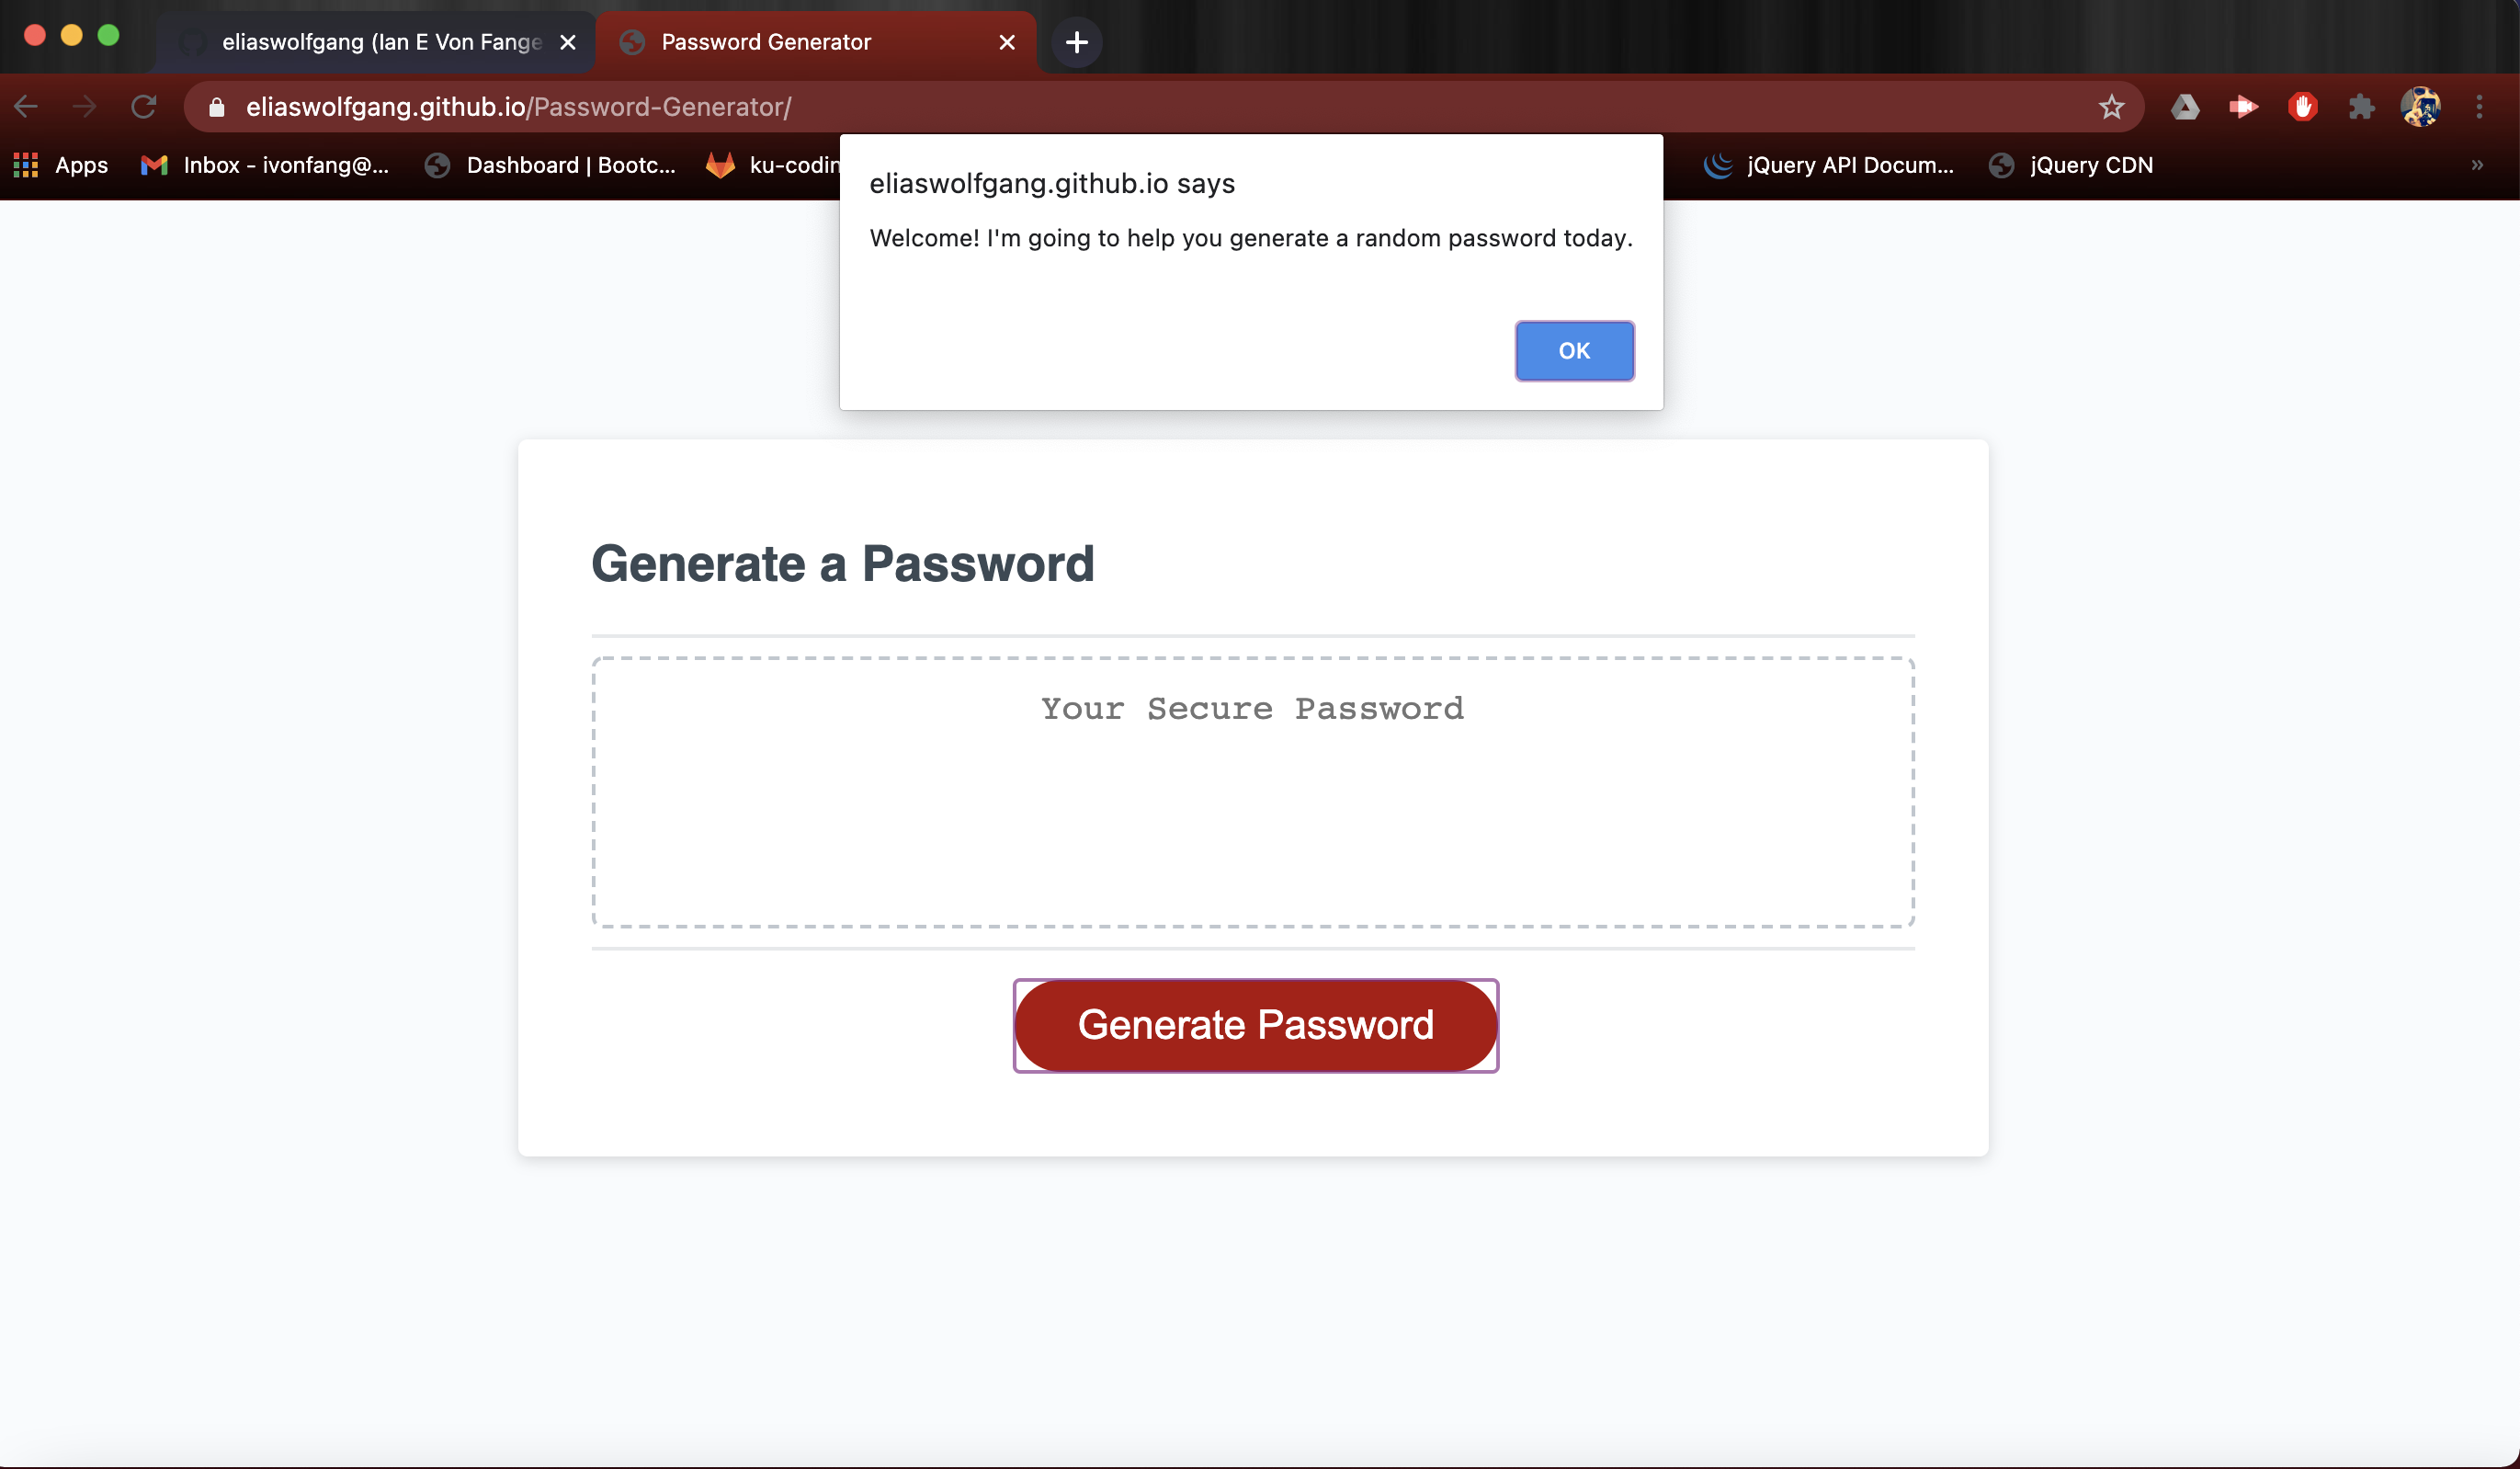 eliaswolfgang (Ian E Von Fange
Password Generator
eliaswolfgang.github.io/Password-Generator/
Apps
Inbox - ivonfang@...
Dashboard | Bootc...
ku-codin
jQuery API Docum...
jQuery CDN
»
eliaswolfgang.github.io says
Welcome! I'm going to help you generate a random password today.
OK
Generate a Password
Your Secure Password
Generate Password